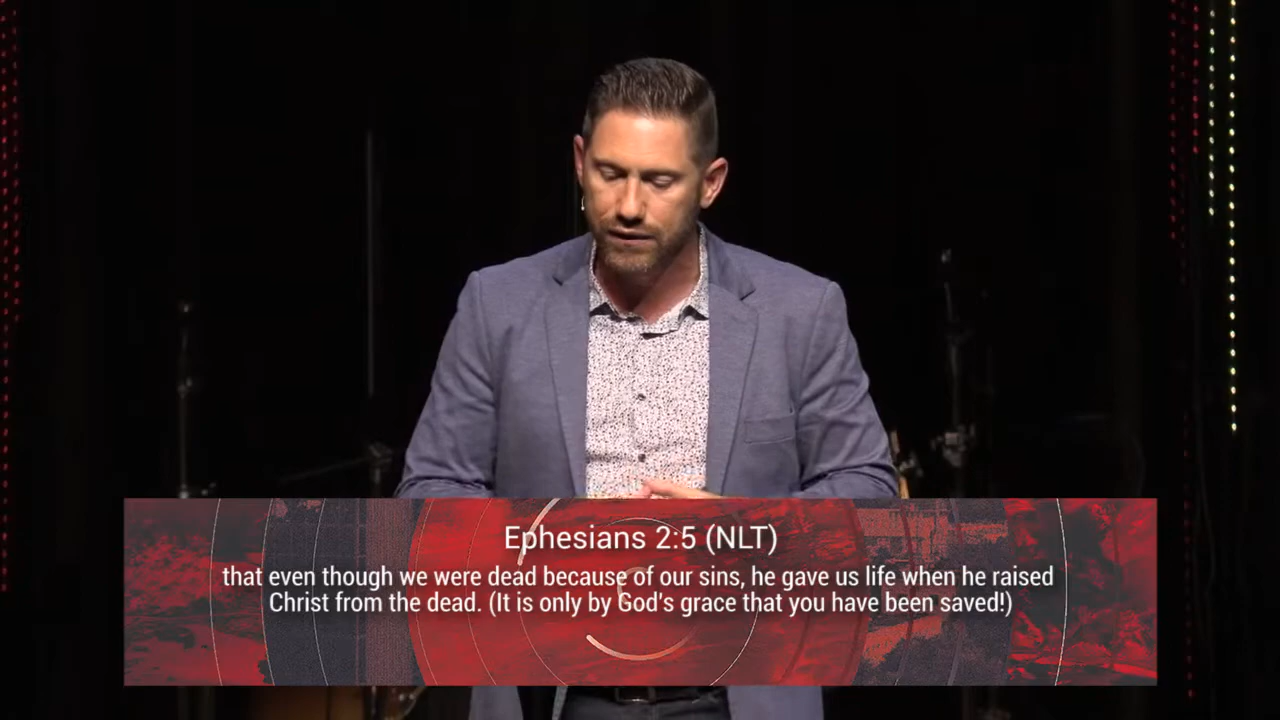 Ephesians 2:5 (NLT)
that even though we were dead because of our sins, he gave us life when he raised
Christ from the dead. (It is only by God's grace that you have been saved!)